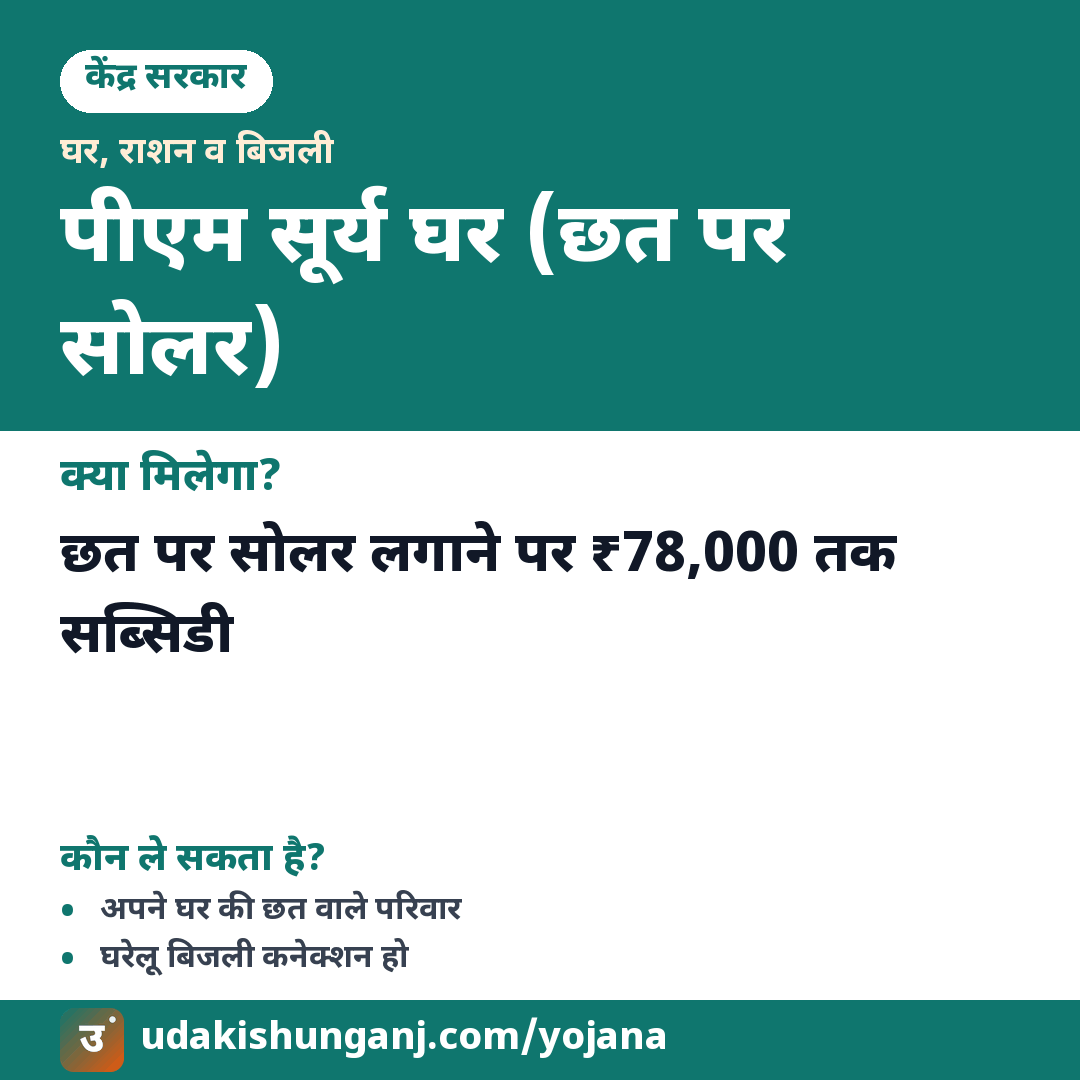 केंद्र सरकार
घर, राशन व बिजली
पीएम सूर्य घर (छत पर
सोलर)
क्या मिलेगा?
छत पर सोलर लगाने पर ₹78,000 तक
सब्सिडी
कौन ले सकता है?
• अपने घर की छत वाले परिवार
• घरेलू बिजली कनेक्शन हो
उ udakishunganj.com/yojana